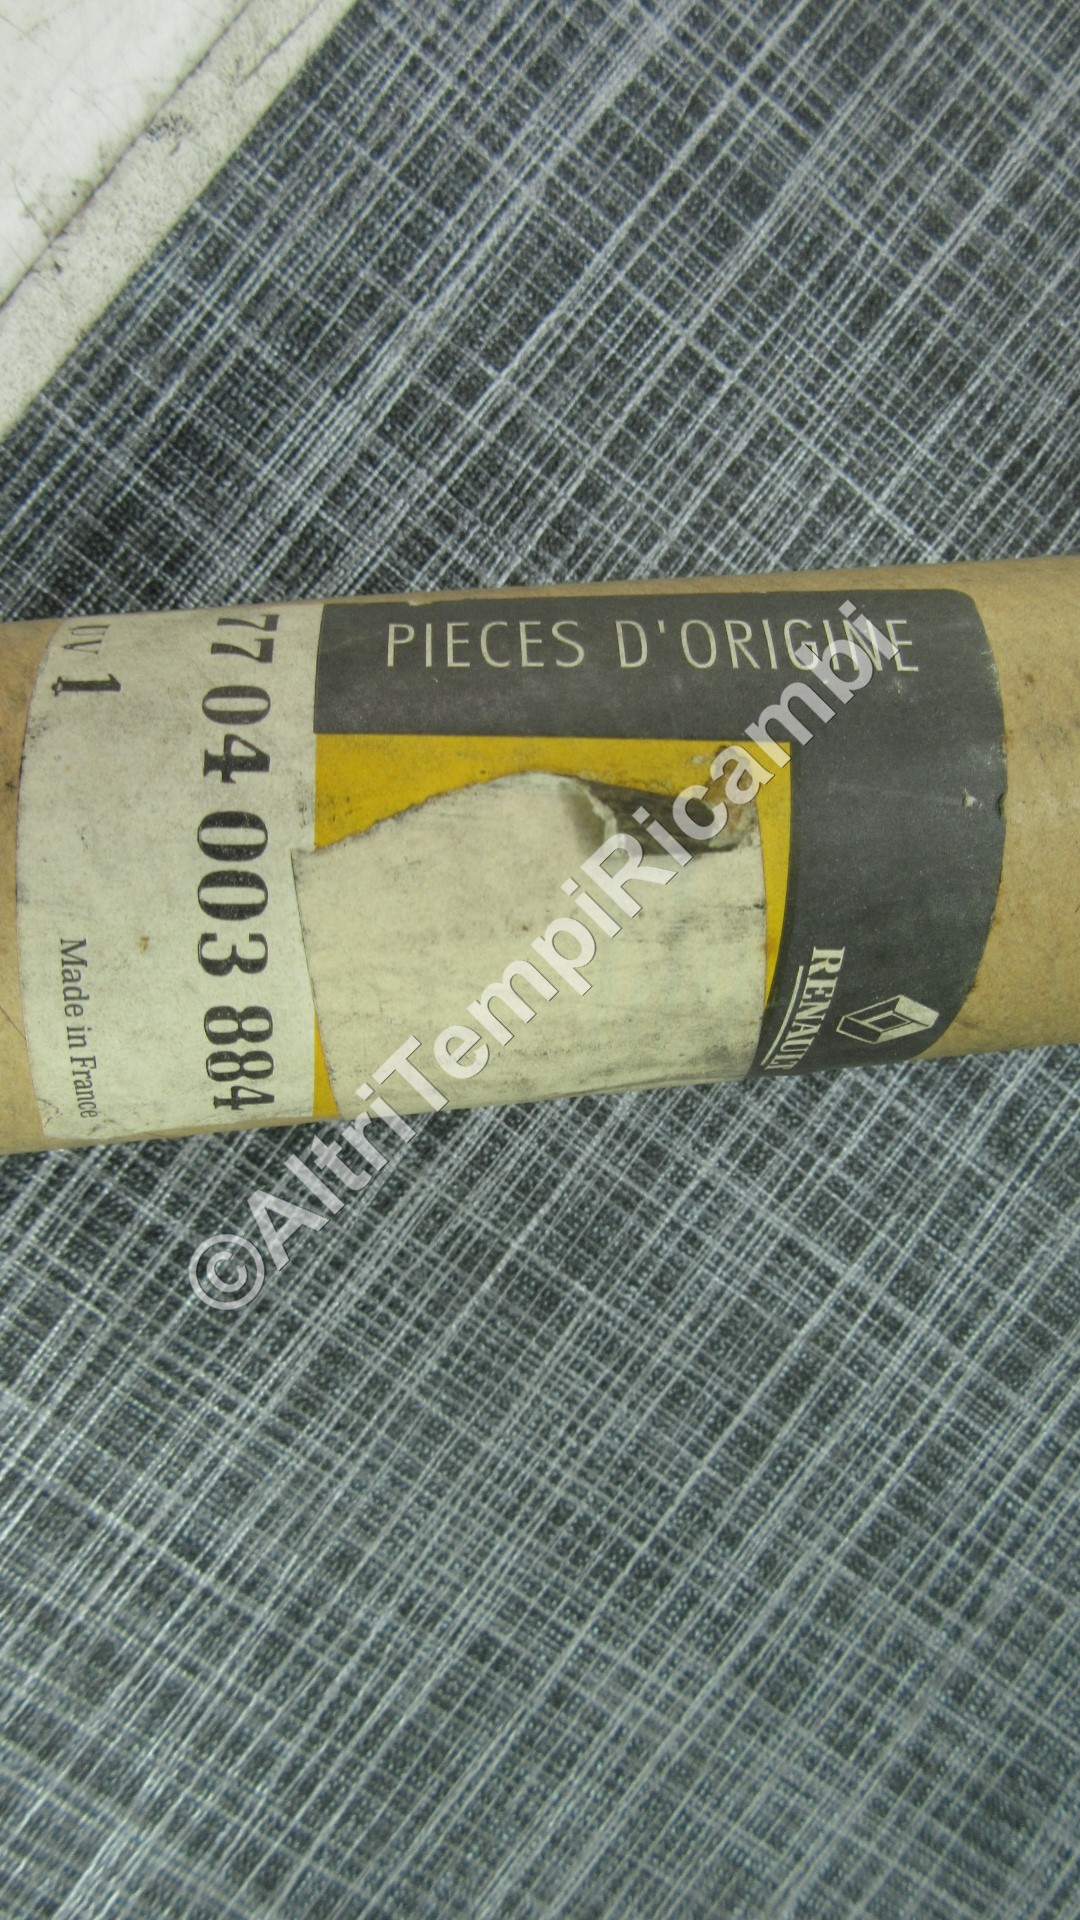 PIECES D'ORIGINE
RENAULT
77 04 003 884
UV 1
Made in France
©AltriTempiRicambi